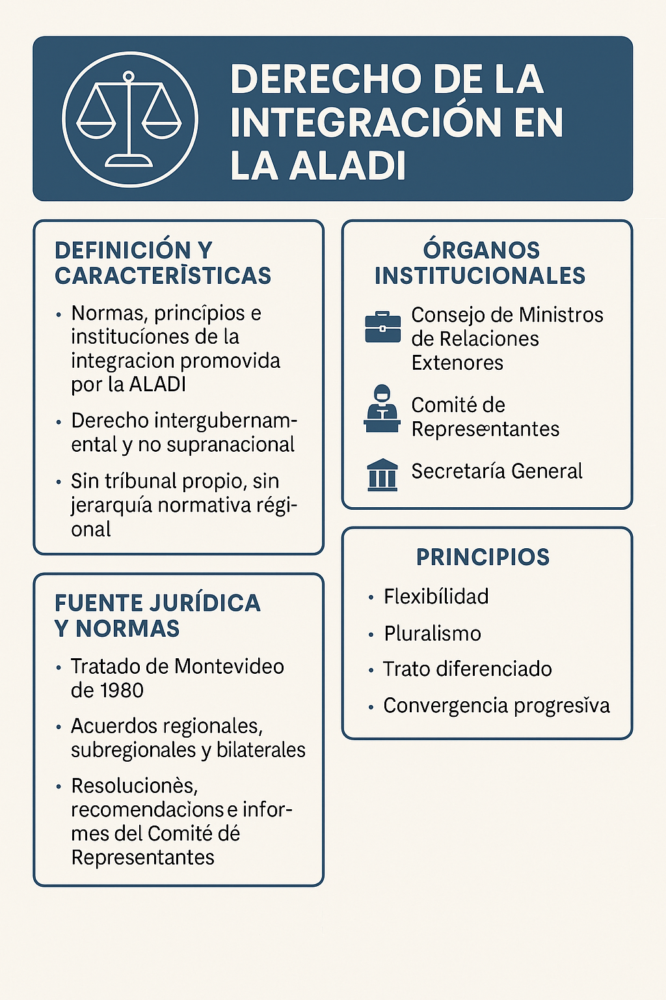 DERECHO DE LA
INTEGRACIÓN EN
LA ALADI
DEFINICIÓN Y
CARACTERÌSTICAS
• Normas, princîpios e
institucíones de la
integracion promovida
por la ALADI
• Derecho intergubernam-
ental y no supranacional
• Sin tríbunal propio, sin
jerarquía normativa régi-
onal
FUENTE JURÍDICA
Y NORMAS
• Tratado de Montevideo
de 1980
• Acuerdos regionales,
subregionales y bilaterales
• Resolucionès,
recomendacìons e infor-
mes del Comité dé
Representantes
ÓRGANOS
INSTITUCIONALES
Consejo de Ministros
de Relaciones
Extenores
Comité de
Representantes
Secretaría General
PRINCIPIOS
• Flexibílidad
• Pluralismo
• Trato diferenciado
• Convergencia progresǐva